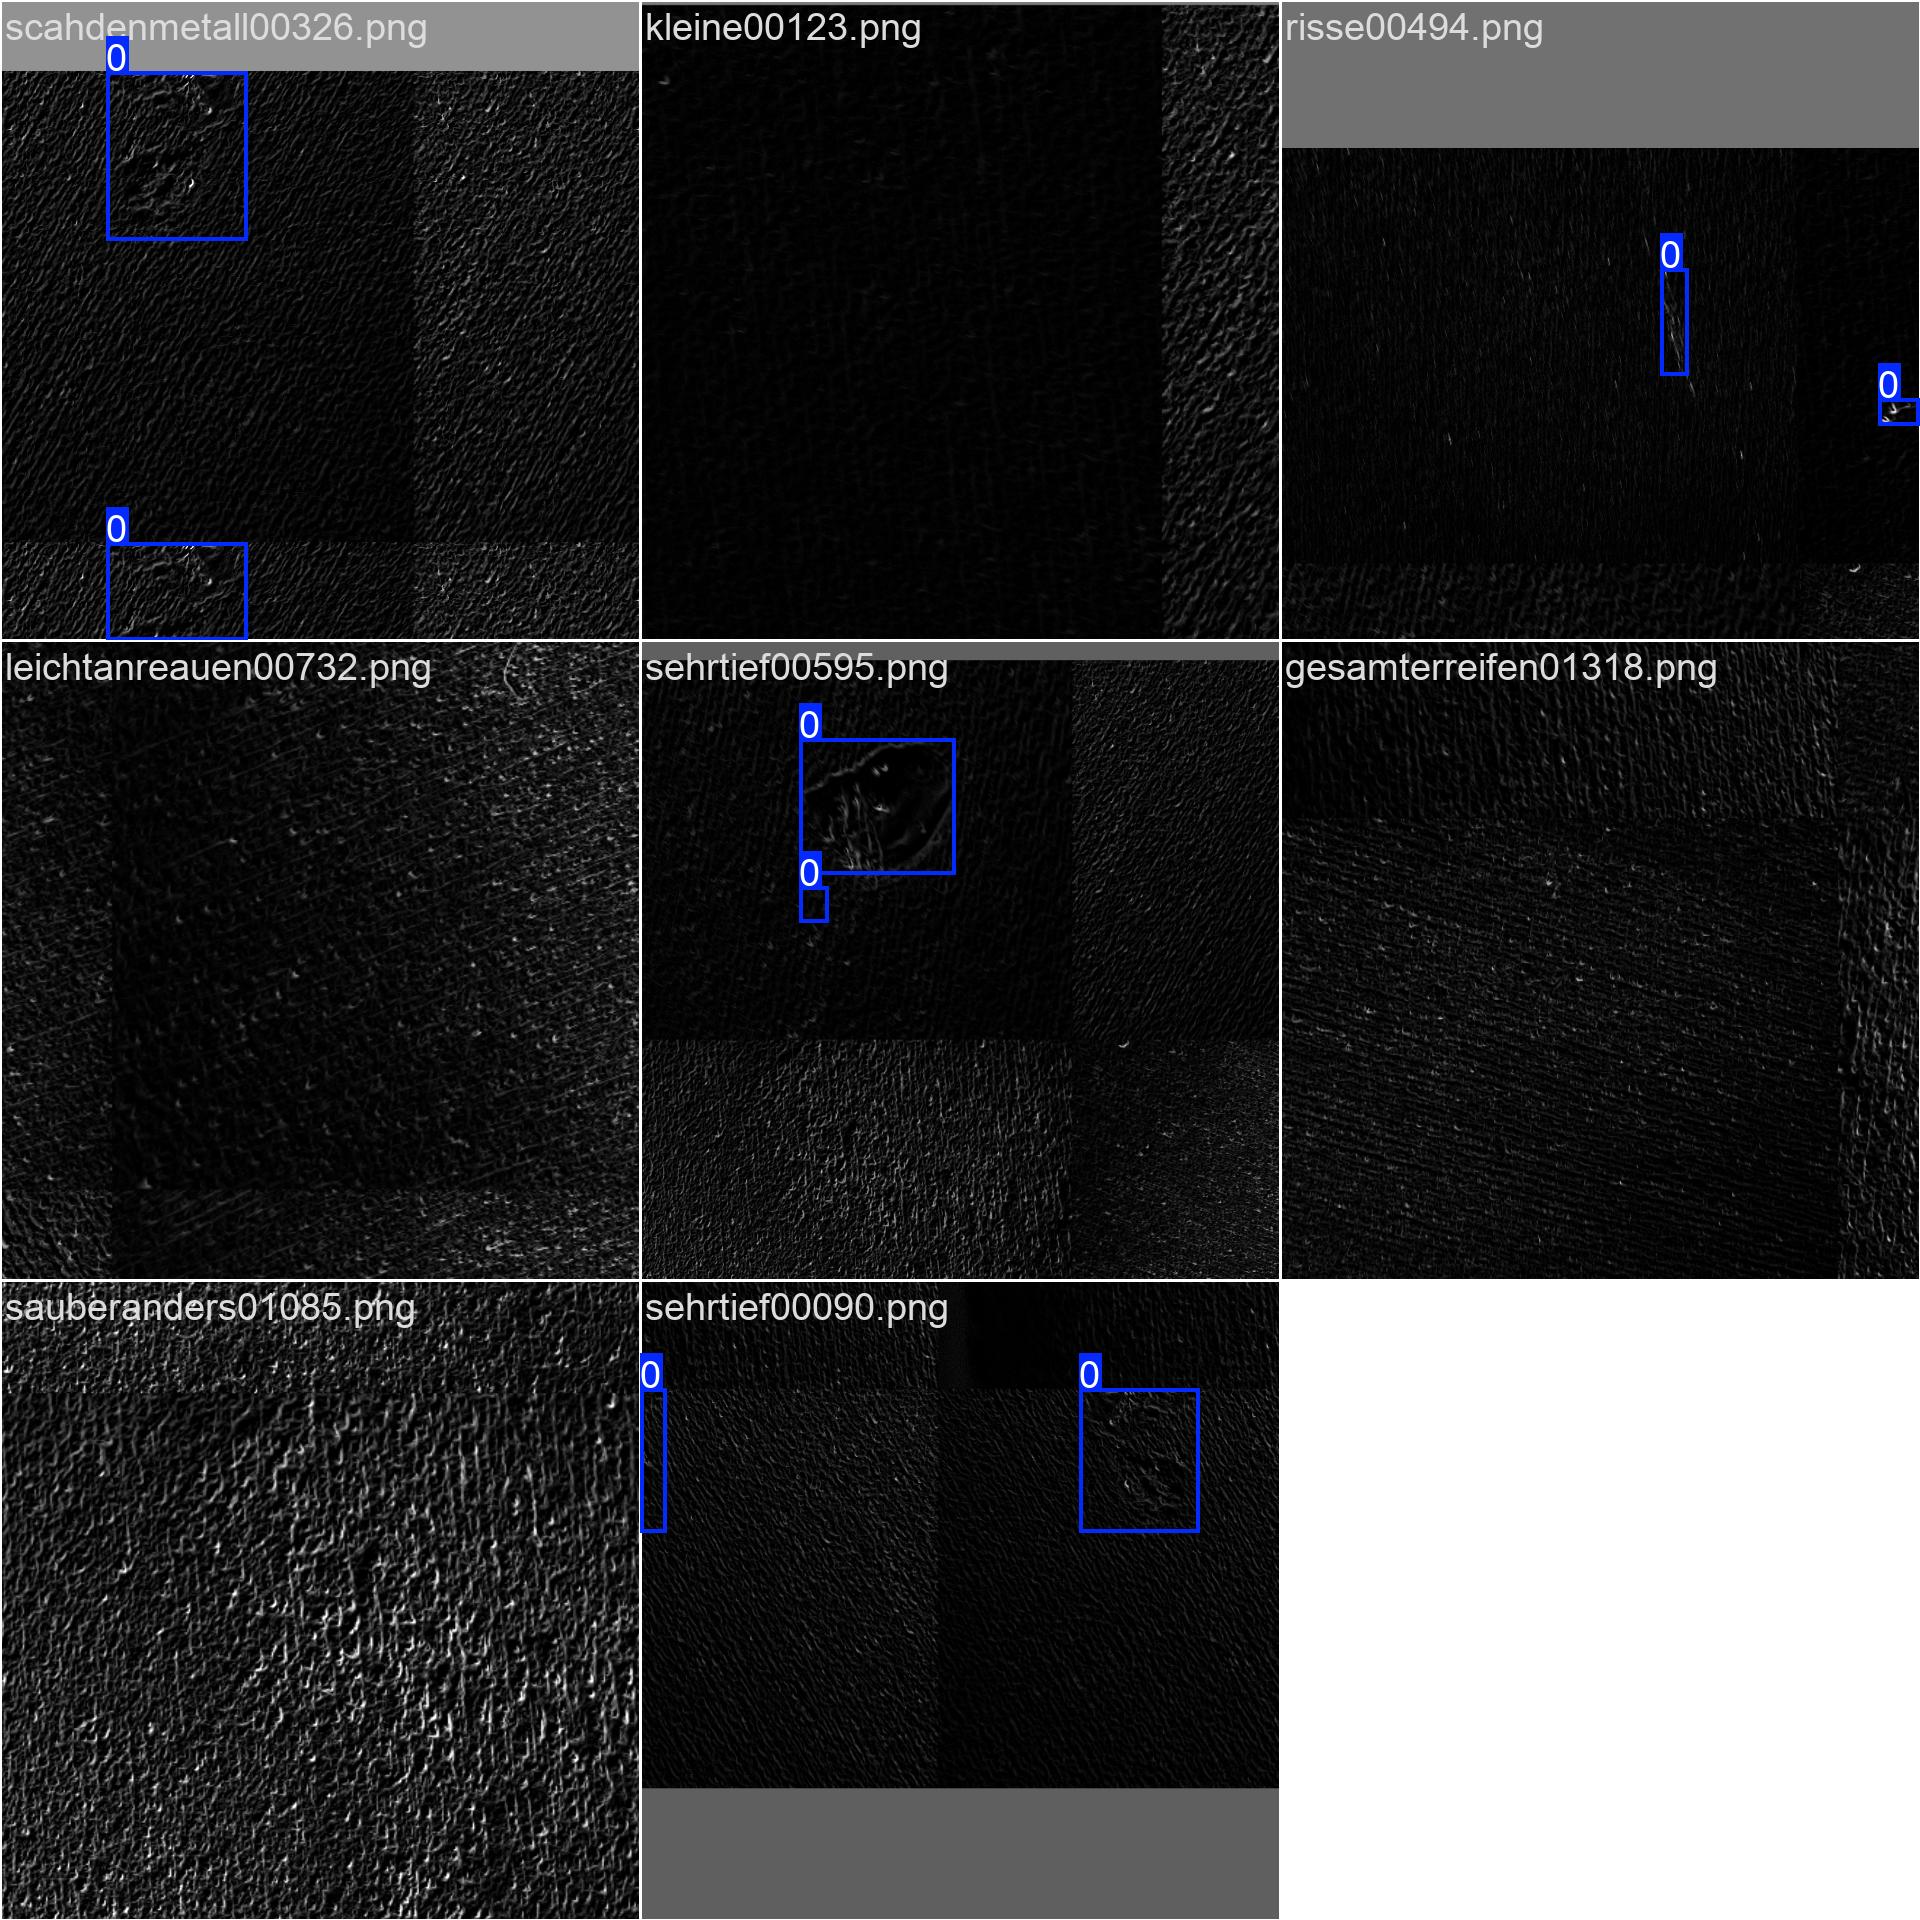 scahdenmetall00326.png
0
0
kleine00123.png
risse00494.png
0
0
leichtanreauen00732.png
sehrtief00595.png
0
0
gesamterreifen01318.png
sauberanders01085.png
sehrtief00090.png
0
0